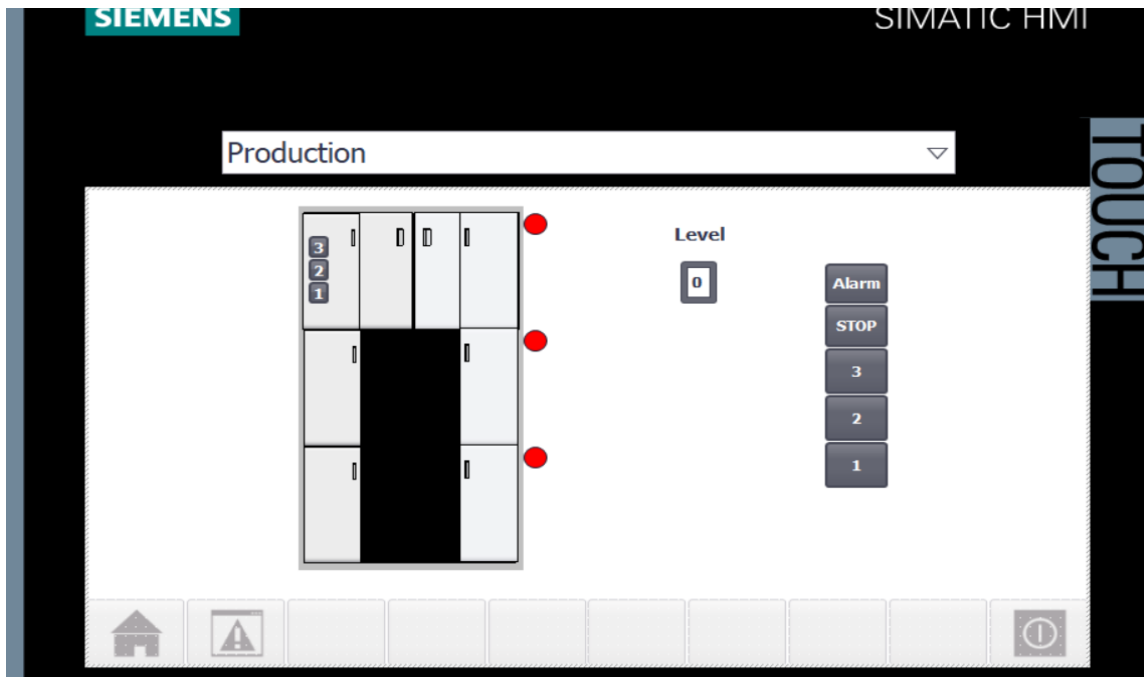 SIEMENS
SIMATIC HMI
TOUCH
Production
Level
0
3
2
1
Alarm
STOP
3
2
1